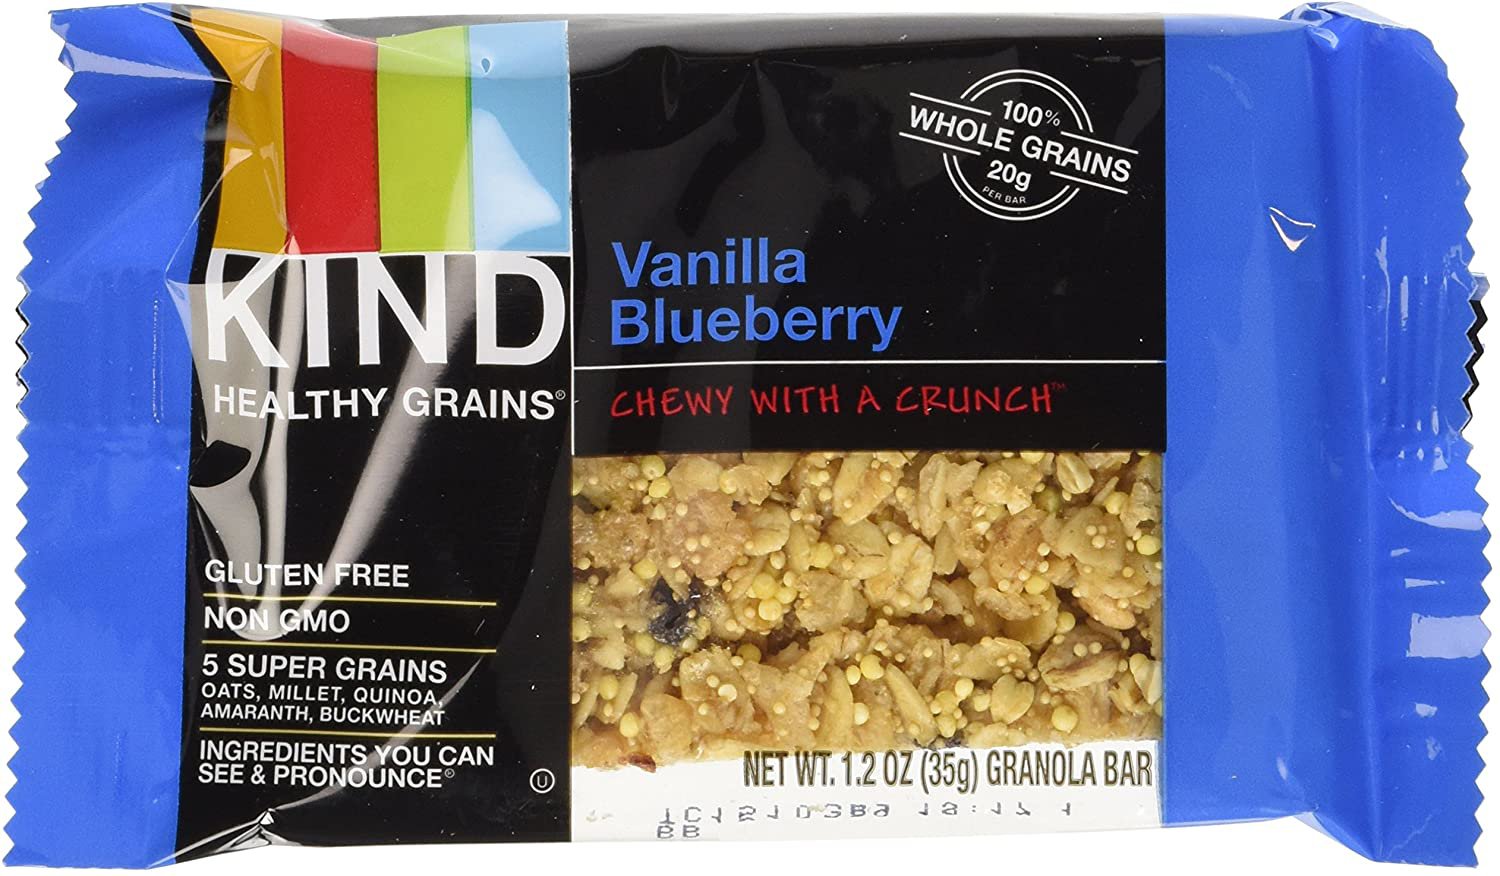 KIND
HEALTHY GRAINS®
GLUTEN FREE
NON GMO
5 SUPER GRAINS
OATS, MILLET, QUINOA,
AMARANTH, BUCKWHEAT
INGREDIENTS YOU CAN
SEE & PRONOUNCE®
U
100%
WHOLE GRAINS
20g
PER BAR
Vanilla
Blueberry
CHEWY WITH A CRUNCH™
NET WT. 1.2 OZ (35g) GRANOLA BAR